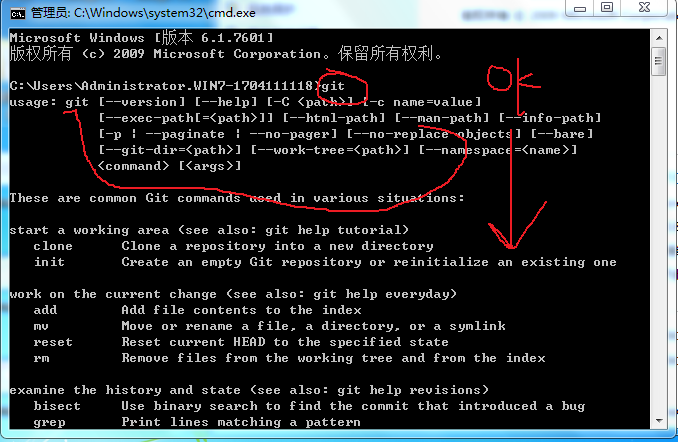 管理员: C:\Windows\system32\cmd.exe
Microsoft Windows [版本 6.1.7601]
版权所有 (c) 2009 Microsoft Corporation。保留所有权利。
ok
C:\Users\Administrator.WIN7-1704111118>git
usage: git [--version] [--help] [-C <path>] [-c name=value]
[--exec-path[=<path>]] [--html-path] [--man-path] [--info-path]
[-p | --paginate | --no-pager] [--no-replace-objects] [--bare]
[--git-dir=<path>] [--work-tree=<path>] [--namespace=<name>]
<command> [<args>]
These are common Git commands used in various situations:
start a working area (see also: git help tutorial)
clone Clone a repository into a new directory
init Create an empty Git repository or reinitialize an existing one
work on the current change (see also: git help everyday)
add Add file contents to the index
mv Move or rename a file, a directory, or a symlink
reset Reset current HEAD to the specified state
rm Remove files from the working tree and from the index
examine the history and state (see also: git help revisions)
bisect Use binary search to find the commit that introduced a bug
grep Print lines matching a pattern